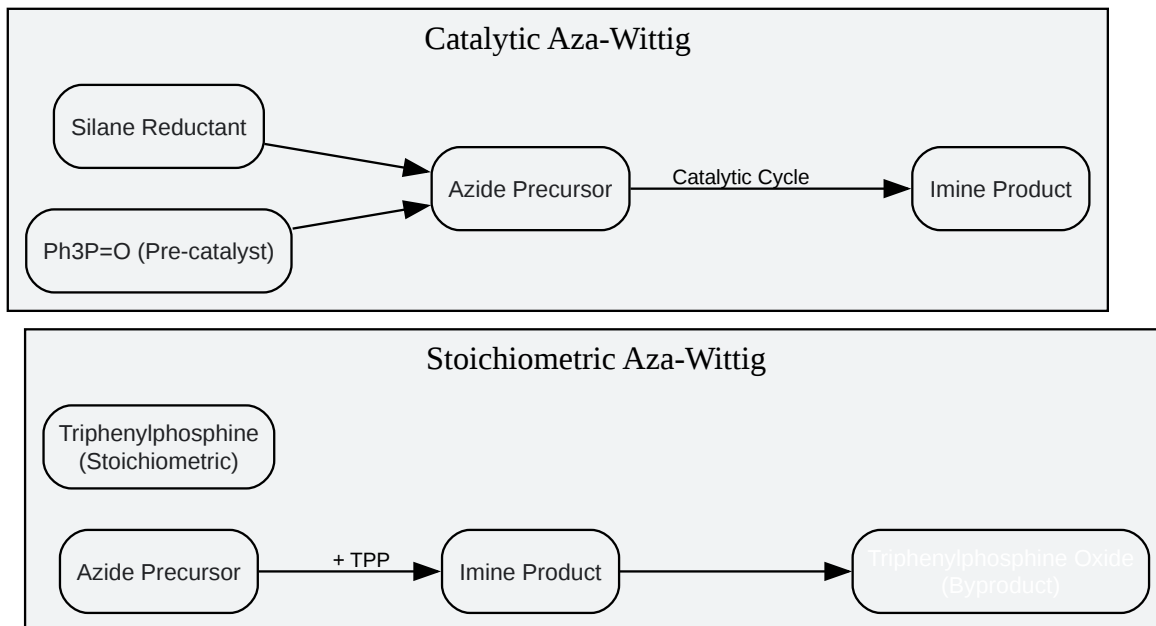 Catalytic Aza-Wittig
Silane Reductant
Ph3P=O (Pre-catalyst)
Azide Precursor
Catalytic Cycle
Imine Product
Stoichiometric Aza-Wittig
Triphenylphosphine
(Stoichiometric)
Azide Precursor
+ TPP
Imine Product
Triphenylphosphine Oxide
(Byproduct)